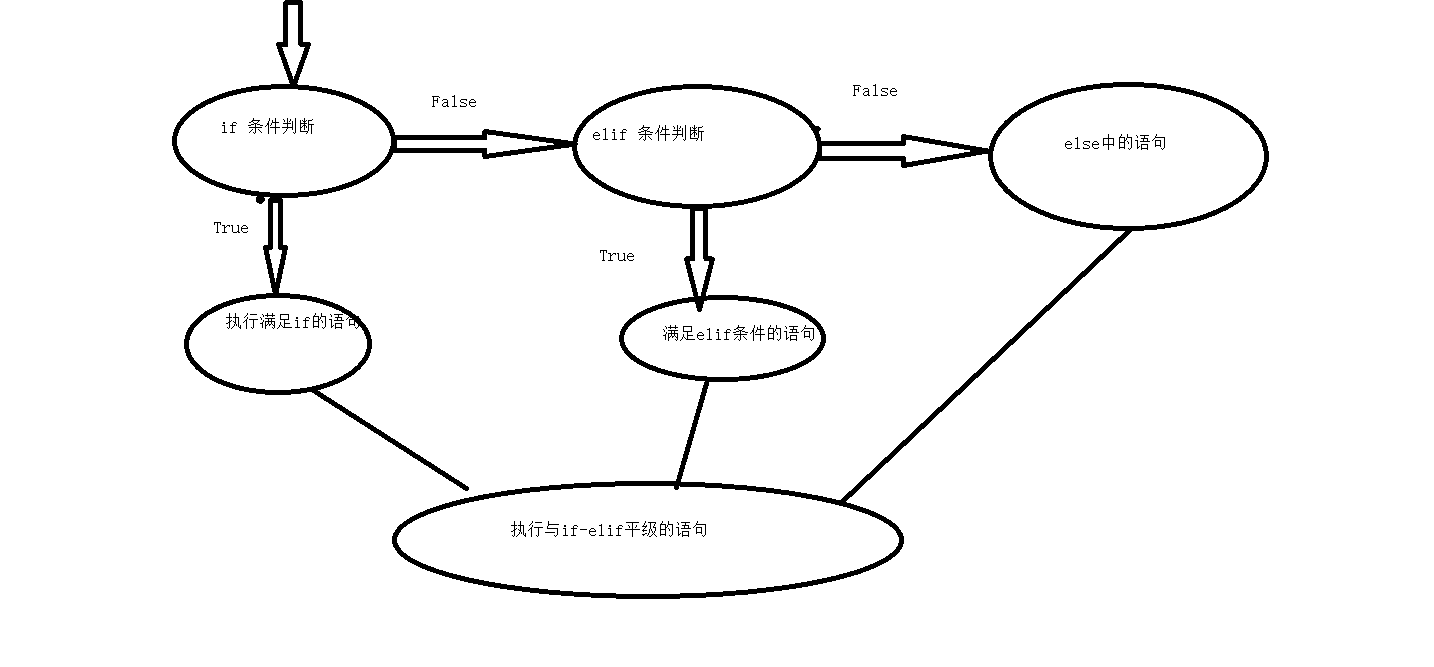 False
False
if 条件判断
elif 条件判断
else中的语句
True
True
执行满足if的语句
满足elif条件的语句
执行与if-elif平级的语句